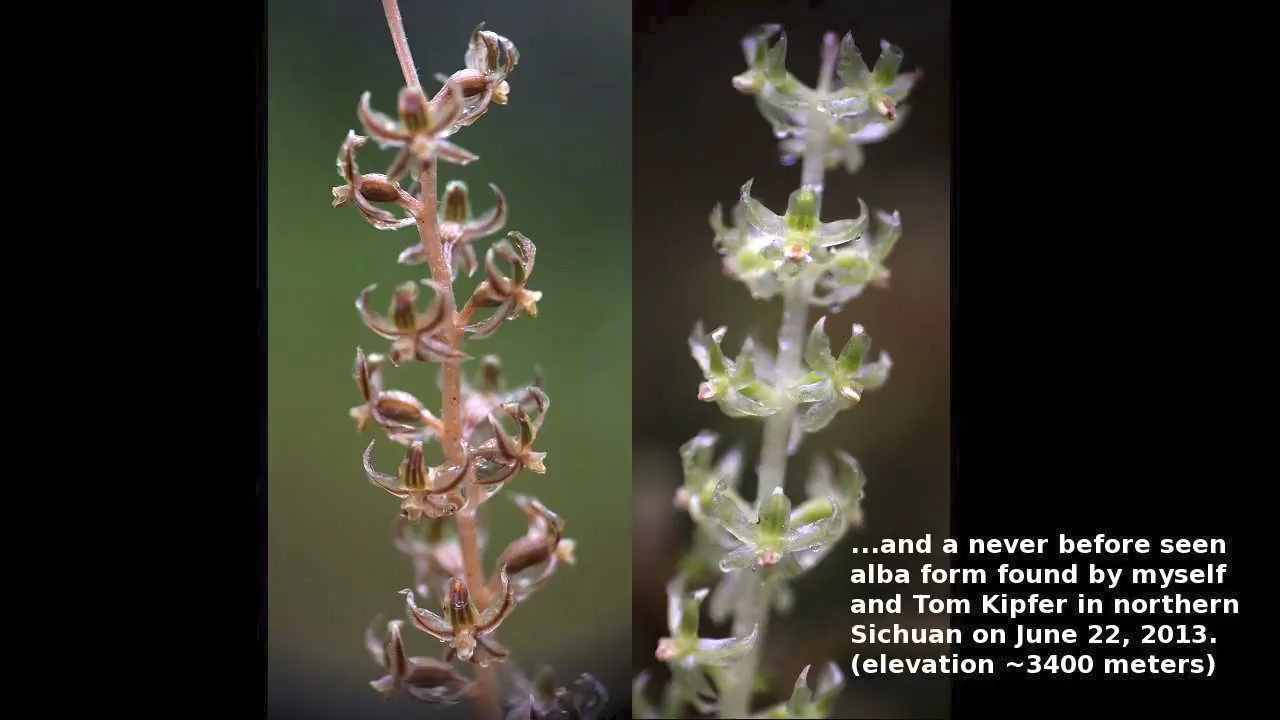 ...and a never before seen
alba form found by myself
and Tom Kipfer in northern
Sichuan on June 22, 2013.
(elevation ~3400 meters)